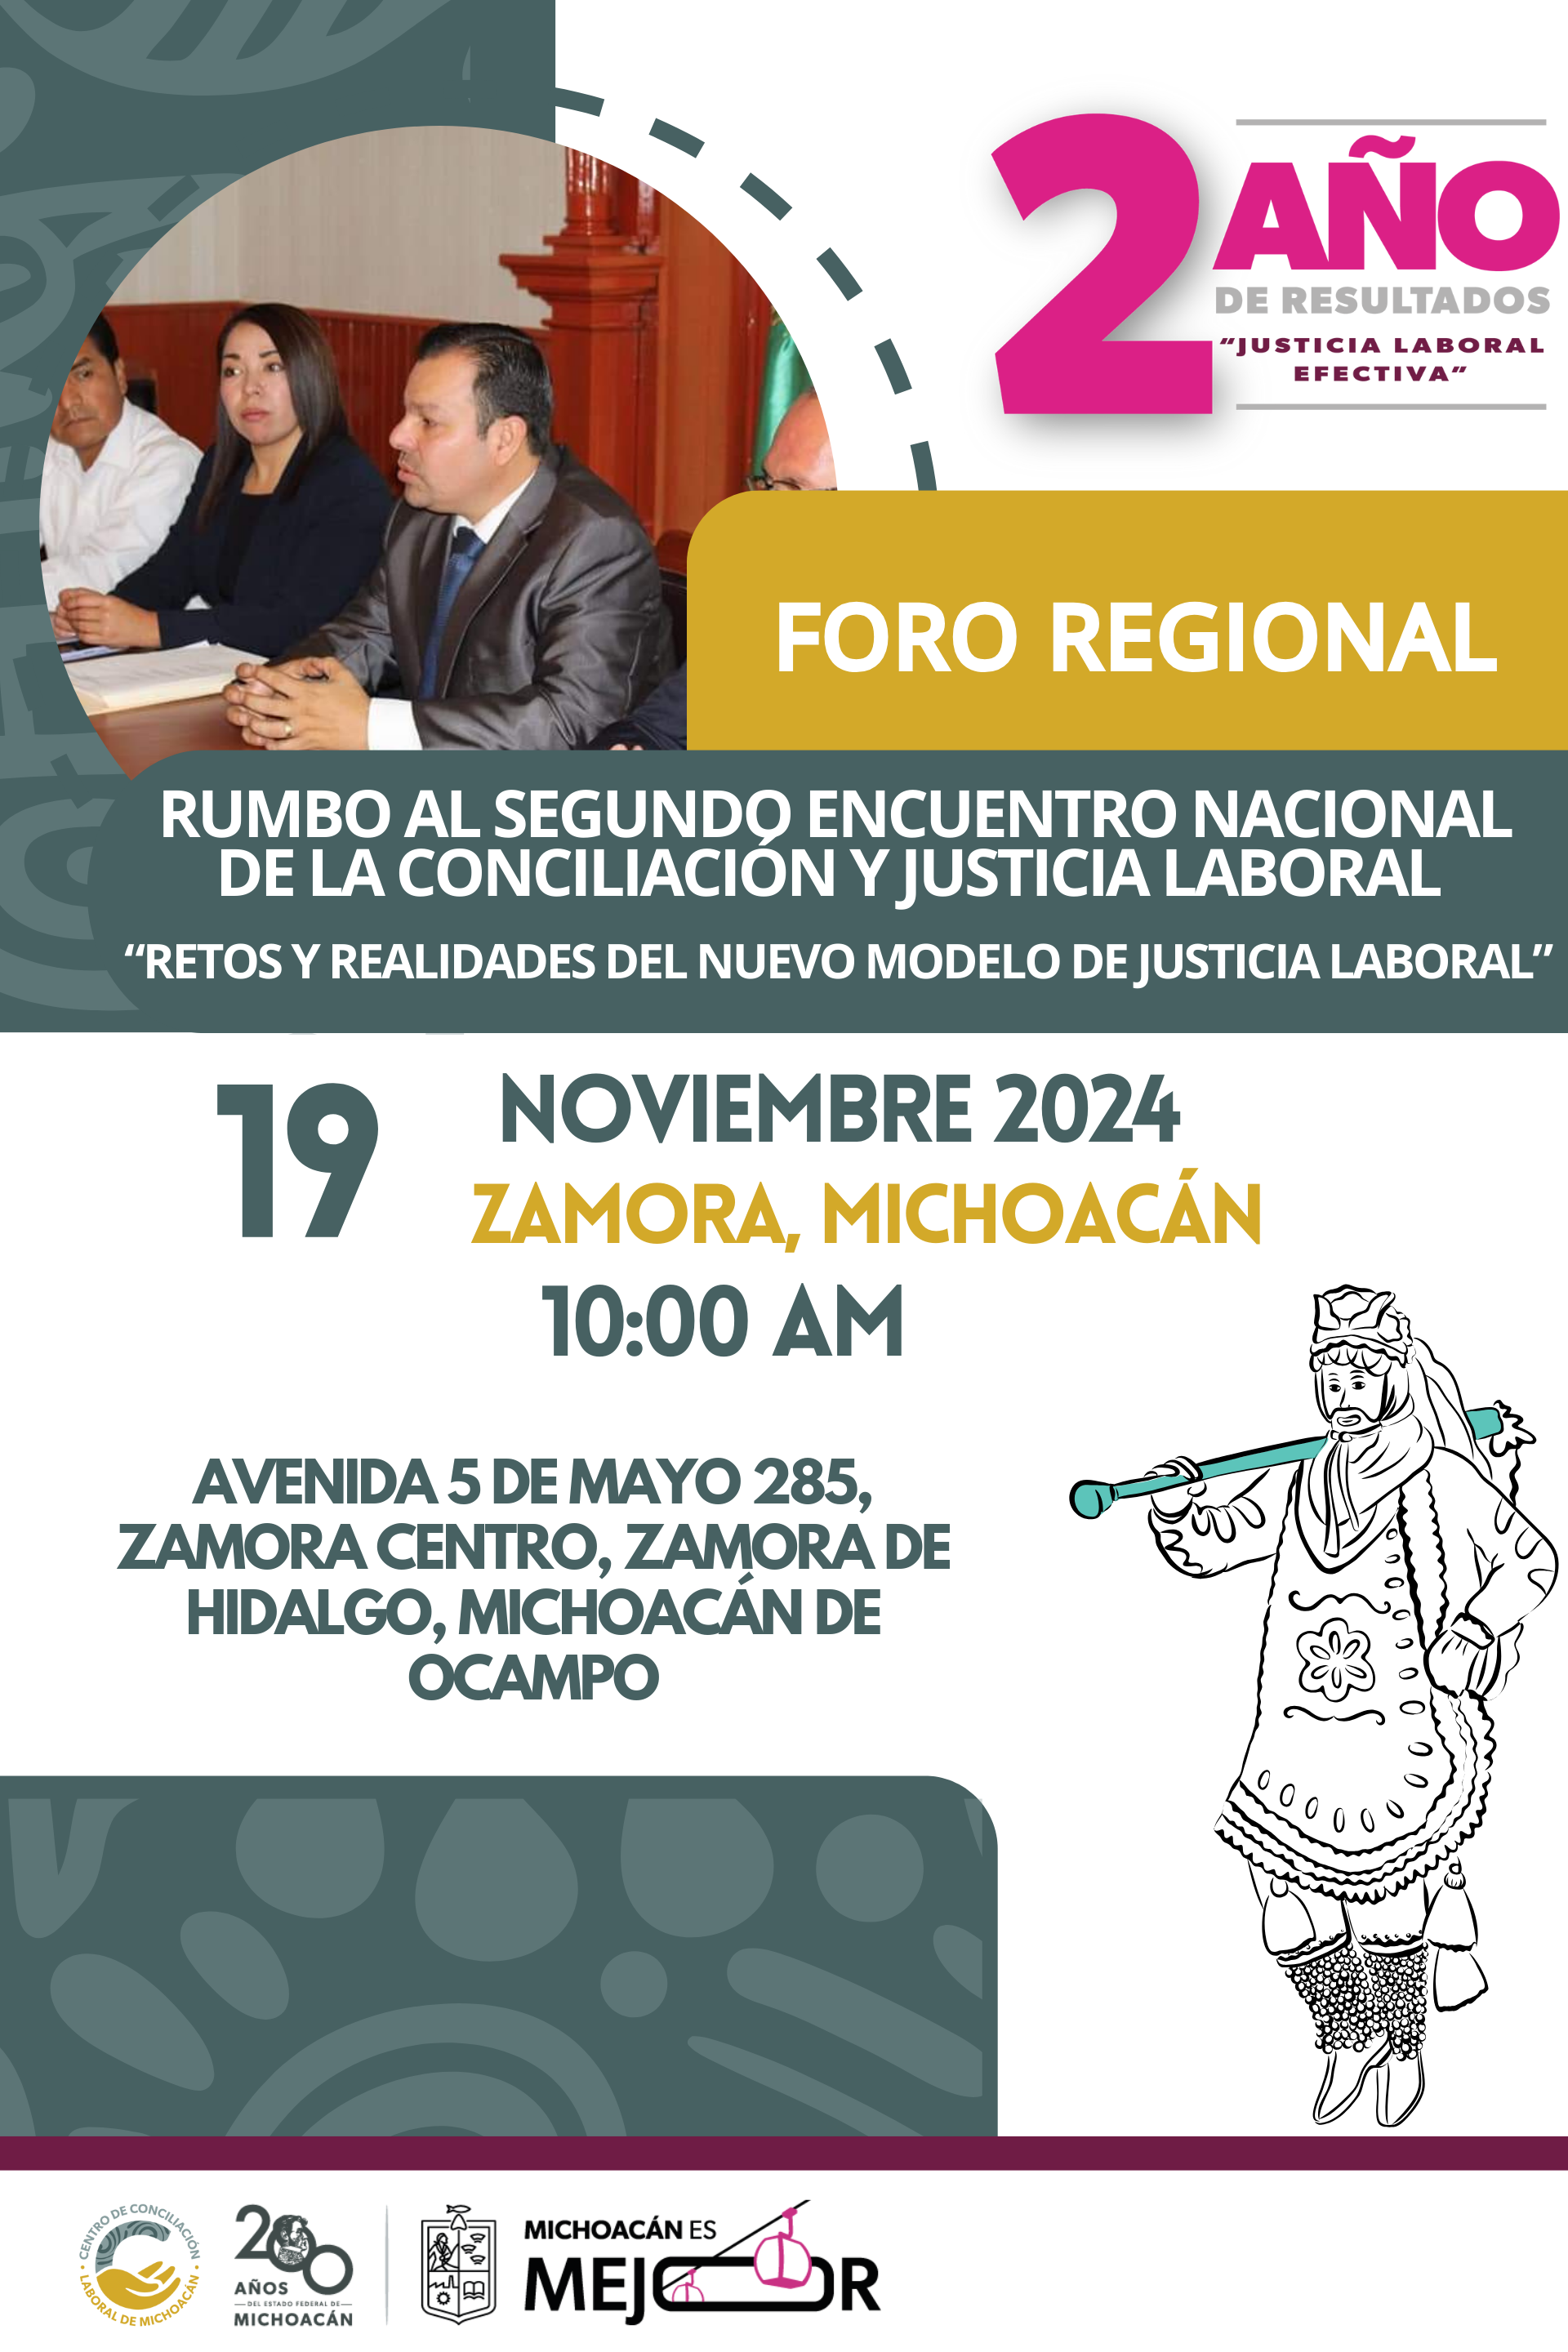 2 AÑO
DE RESULTADOS
“JUSTICIA LABORAL
EFECTIVA”
FORO REGIONAL
RUMBO AL SEGUNDO ENCUENTRO NACIONAL
DE LA CONCILIACIÓN Y JUSTICIA LABORAL
“RETOS Y REALIDADES DEL NUEVO MODELO DE JUSTICIA LABORAL”
19
NOVIEMBRE 2024
ZAMORA, MICHOACÁN
10:00 AM
AVENIDA 5 DE MAYO 285,
ZAMORA CENTRO, ZAMORA DE
HIDALGO, MICHOACÁN DE
OCAMPO
CENTRO DE CONCILIACIÓN
LABORAL DE MICHOACÁN
200
AÑOS
DEL ESTADO FEDERAL DE
MICHOACÁN
MICHOACÁN ES
MEJOR